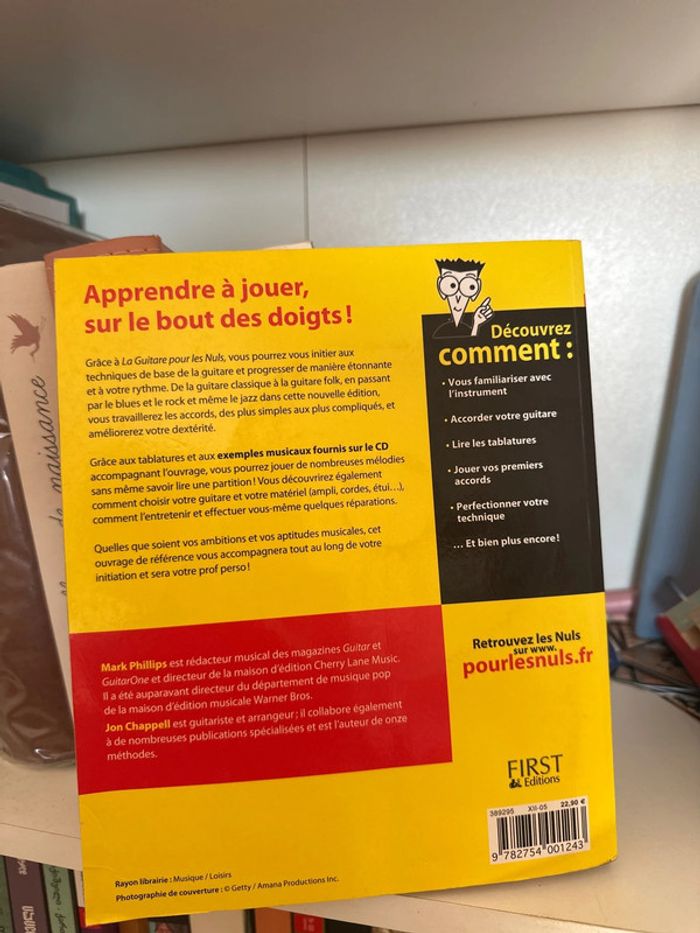 Apprendre à jouer,
sur le bout des doigts !
Grâce à La Guitare pour les Nuls, vous pourrez vous initier aux
techniques de base de la guitare et progresser de manière étonnante
et à votre rythme. De la guitare classique à la guitare folk, en passant
par le blues et le rock et même le jazz dans cette nouvelle édition,
vous travaillerez les accords, des plus simples aux plus compliqués, et
améliorerez votre dextérité.
Grâce aux tablatures et aux exemples musicaux fournis sur le CD
accompagnant l'ouvrage, vous pourrez jouer de nombreuses mélodies
sans même savoir lire une partition ! Vous découvrirez également
comment choisir votre guitare et votre matériel (ampli, cordes, étui…),
comment l'entretenir et effectuer vous-même quelques réparations.
Quelles que soient vos ambitions et vos aptitudes musicales, cet
ouvrage de référence vous accompagnera tout au long de votre
initiation et sera votre prof perso !
Découvrez
comment :
• Vous familiariser avec
l'instrument
• Accorder votre guitare
• Lire les tablatures
• Jouer vos premiers
accords
• Perfectionner votre
technique
… Et bien plus encore !
Mark Phillips est rédacteur musical des magazines Guitar et
GuitarOne et directeur de la maison d'édition Cherry Lane Music.
Il a été auparavant directeur du département de musique pop
de la maison d'édition musicale Warner Bros.
Jon Chappell est guitariste et arrangeur ; il collabore également
à de nombreuses publications spécialisées et est l'auteur de onze
méthodes.
Retrouvez les Nuls
sur www.
pourlesnuls.fr
FIRST
& Editions
389295 XII-05 22,90 €
9 782754 001243
Rayon librairie : Musique / Loisirs
Photographie de couverture : © Getty / Amana Productions Inc.
de naissance